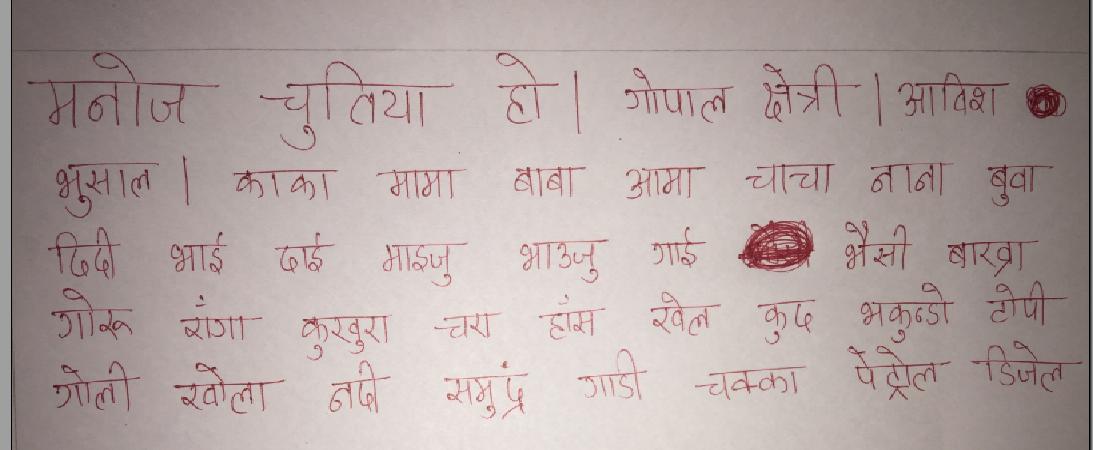 मनोज चुतिया हो। गोपाल क्षेत्री। आविश
भुसाल। काका मामा बाबा आमा चाचा नाना बुवा
दिदी भाई दाई माइजु भाउजु गाई भैसी बाख्रा
गोरू राँगा कुखुरा चरा हाँस खेल कुद भकुन्डो टोपी
गोली खोला नदी समुद्रं गाडी चक्का पेट्रोल डिजेल